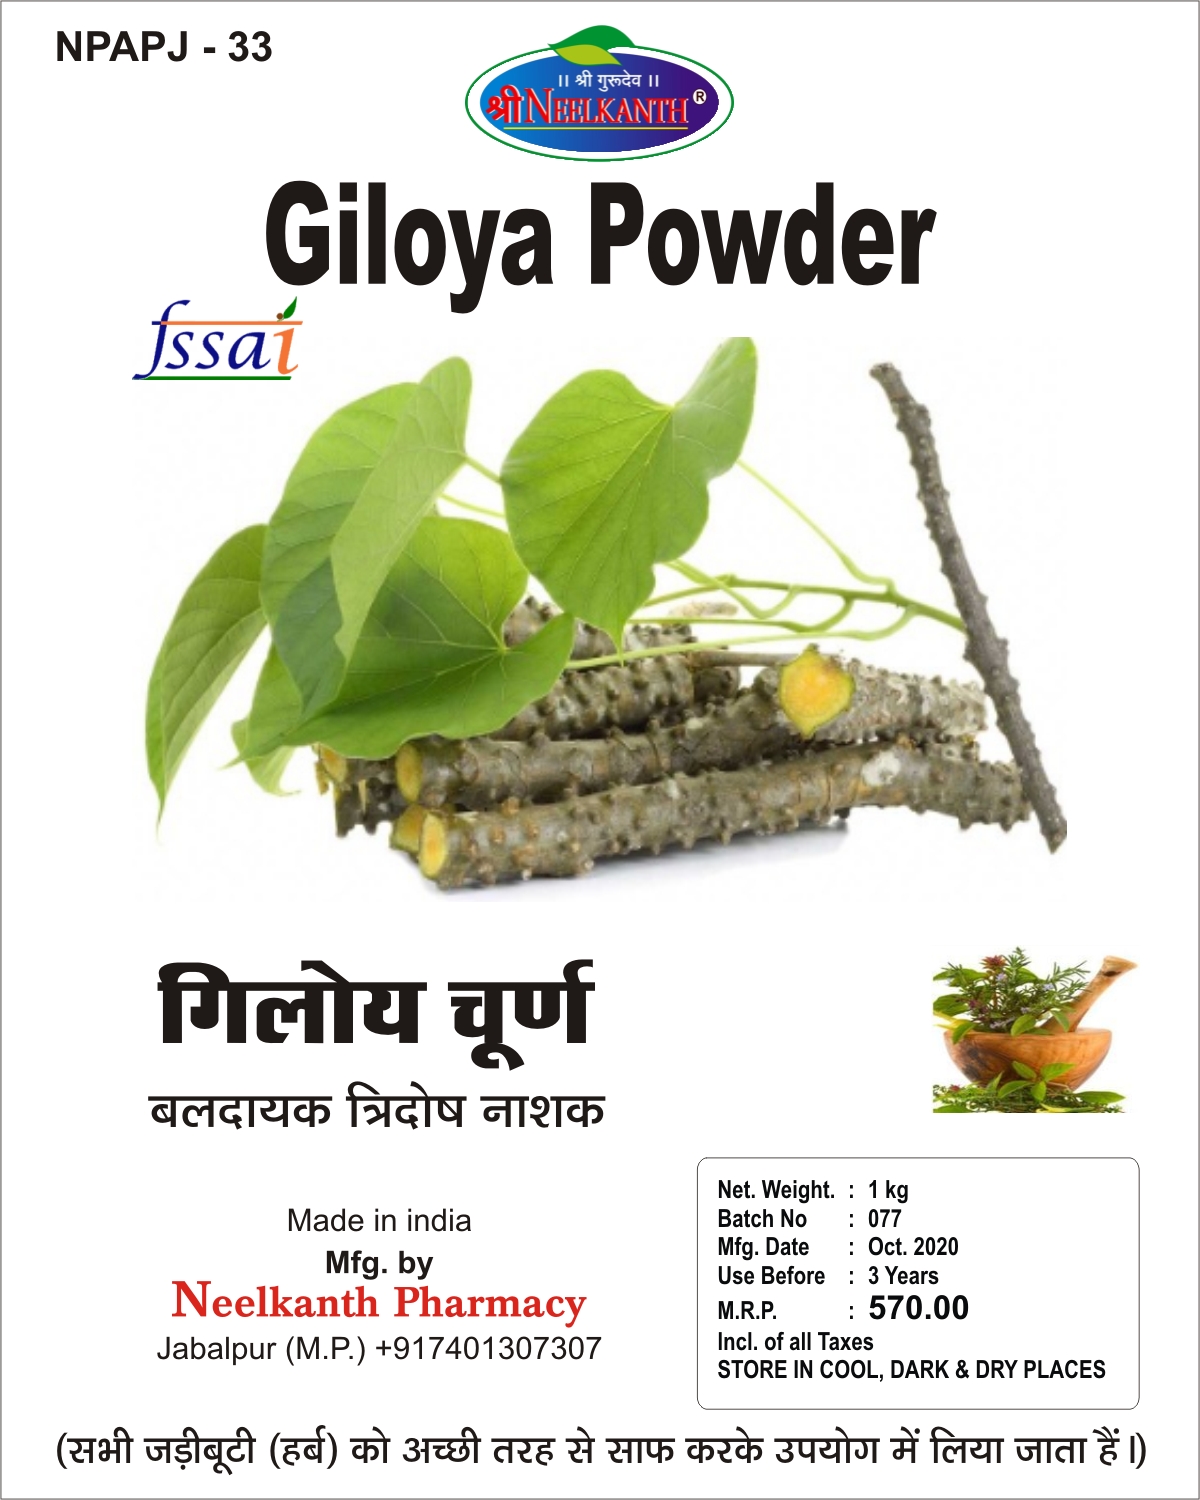 NPAPJ - 33
।। श्री गुरूदेव ।।
श्री NEELKANTH ®
Giloya Powder
fssai
गिलोय चूर्ण
बलदायक त्रिदोष नाशक
Made in india
Mfg. by
Neelkanth Pharmacy
Jabalpur (M.P.) +917401307307
Net. Weight. : 1 kg
Batch No : 077
Mfg. Date : Oct. 2020
Use Before : 3 Years
M.R.P. : 570.00
Incl. of all Taxes
STORE IN COOL, DARK & DRY PLACES
(सभी जड़ीबूटी (हर्ब) को अच्छी तरह से साफ करके उपयोग में लिया जाता हैं।)